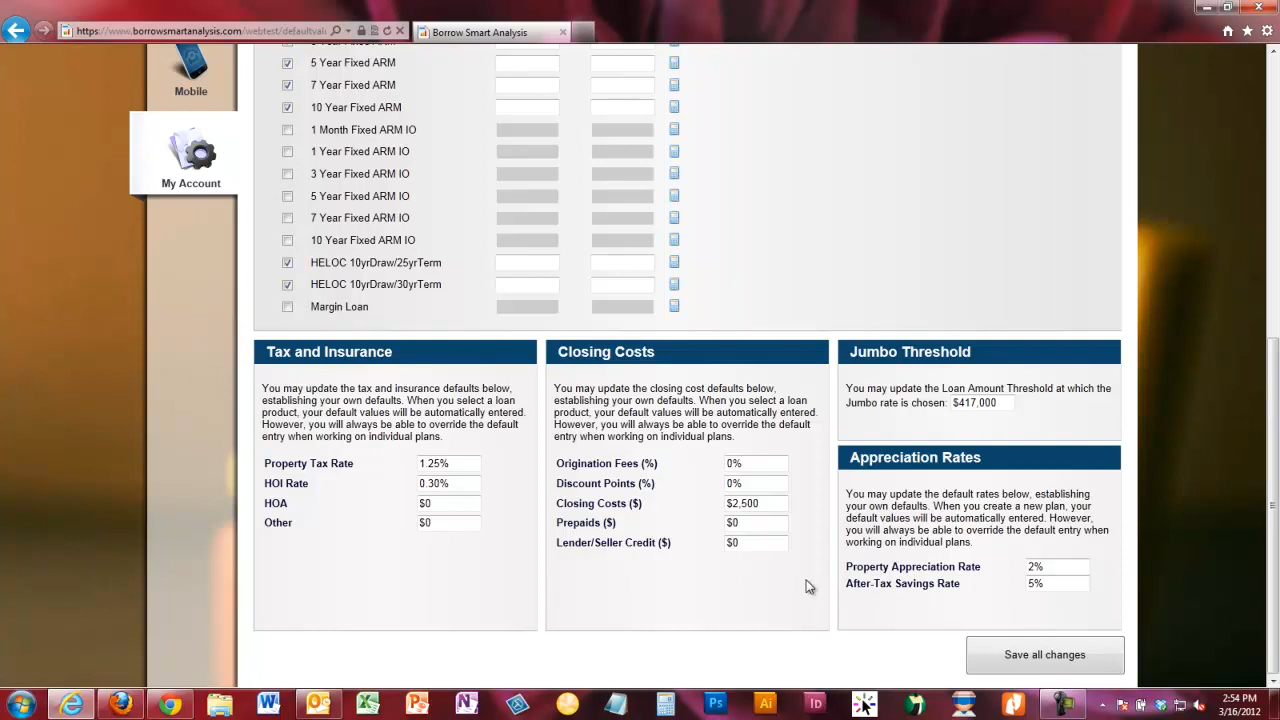 https://www.borrowsmartanalysis.com/webtest/defaultval
Borrow Smart Analysis
Mobile
My Account
5 Year Fixed ARM
7 Year Fixed ARM
10 Year Fixed ARM
1 Month Fixed ARM IO
1 Year Fixed ARM IO
3 Year Fixed ARM IO
5 Year Fixed ARM IO
7 Year Fixed ARM IO
10 Year Fixed ARM IO
HELOC 10yrDraw/25yrTerm
HELOC 10yrDraw/30yrTerm
Margin Loan
Tax and Insurance
You may update the tax and insurance defaults below,
establishing your own defaults. When you select a loan
product, your default values will be automatically entered.
However, you will always be able to override the default
entry when working on individual plans.
Property Tax Rate 1.25%
HOI Rate 0.30%
HOA $0
Other $0
Closing Costs
You may update the closing cost defaults below,
establishing your own defaults. When you select a loan
product, your default values will be automatically entered.
However, you will always be able to override the default
entry when working on individual plans.
Origination Fees (%) 0%
Discount Points (%) 0%
Closing Costs ($) $2,500
Prepaids ($) $0
Lender/Seller Credit ($) $0
Jumbo Threshold
You may update the Loan Amount Threshold at which the
Jumbo rate is chosen: $417,000
Appreciation Rates
You may update the default rates below, establishing
your own defaults. When you create a new plan, your
default values will be automatically entered. However,
you will always be able to override the default entry when
working on individual plans.
Property Appreciation Rate 2%
After-Tax Savings Rate 5%
Save all changes
2:54 PM
3/16/2012